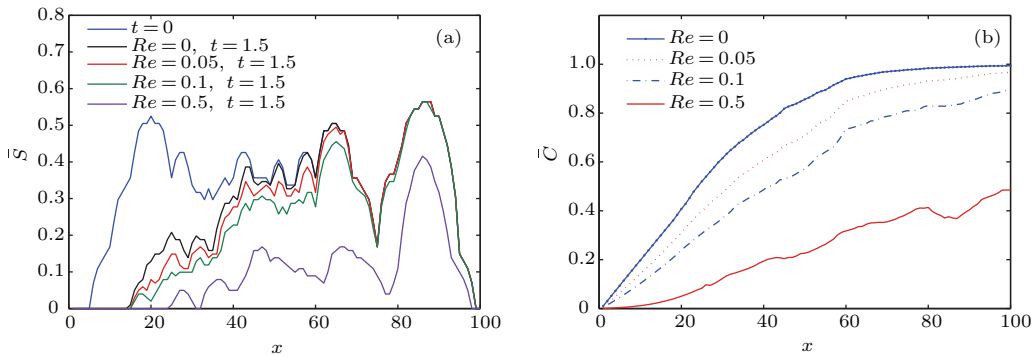 0.8
0.7
0.6
0.5
0.4
0.3
0.2
0.1
0
S̄
t=0
Re=0, t=1.5
Re=0.05, t=1.5
Re=0.1, t=1.5
Re=0.5, t=1.5
(a)
0 20 40 60 80 100
x
1.0
0.8
0.6
0.4
0.2
0
C̄
Re=0
Re=0.05
Re=0.1
Re=0.5
(b)
0 20 40 60 80 100
x